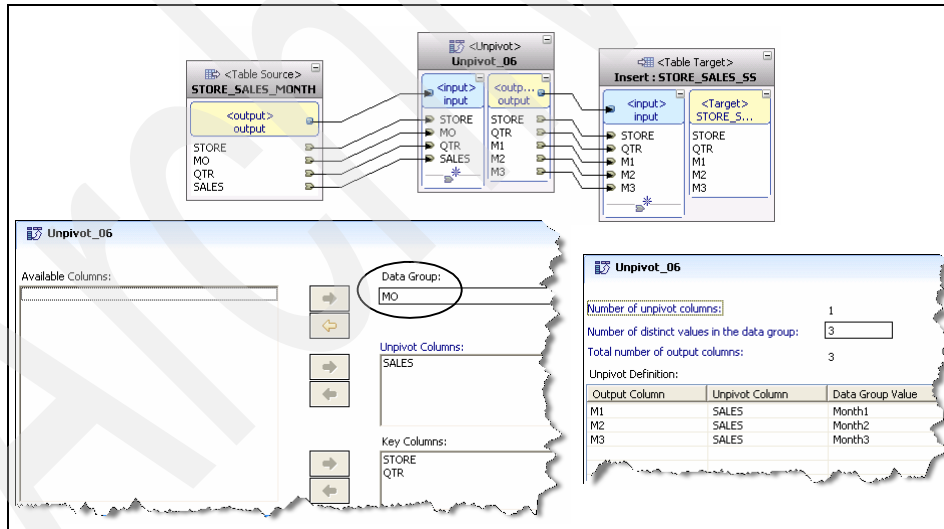 <Table Source>
STORE_SALES_MONTH
<output>
output
STORE
MO
QTR
SALES
<Unpivot>
Unpivot_06
<input>
input
STORE
MO
QTR
SALES
<outp...
output
STORE
QTR
M1
M2
M3
<Table Target>
Insert : STORE_SALES_SS
<input>
input
STORE
QTR
M1
M2
M3
<Target>
STORE_S...
STORE
QTR
M1
M2
M3
Unpivot_06
Available Columns:
Data Group:
MO
Unpivot Columns:
SALES
Key Columns:
STORE
QTR
Unpivot_06
Number of unpivot columns: 1
Number of distinct values in the data group: 3
Total number of output columns: 3
Unpivot Definition:
Output Column Unpivot Column Data Group Value
M1 SALES Month1
M2 SALES Month2
M3 SALES Month3